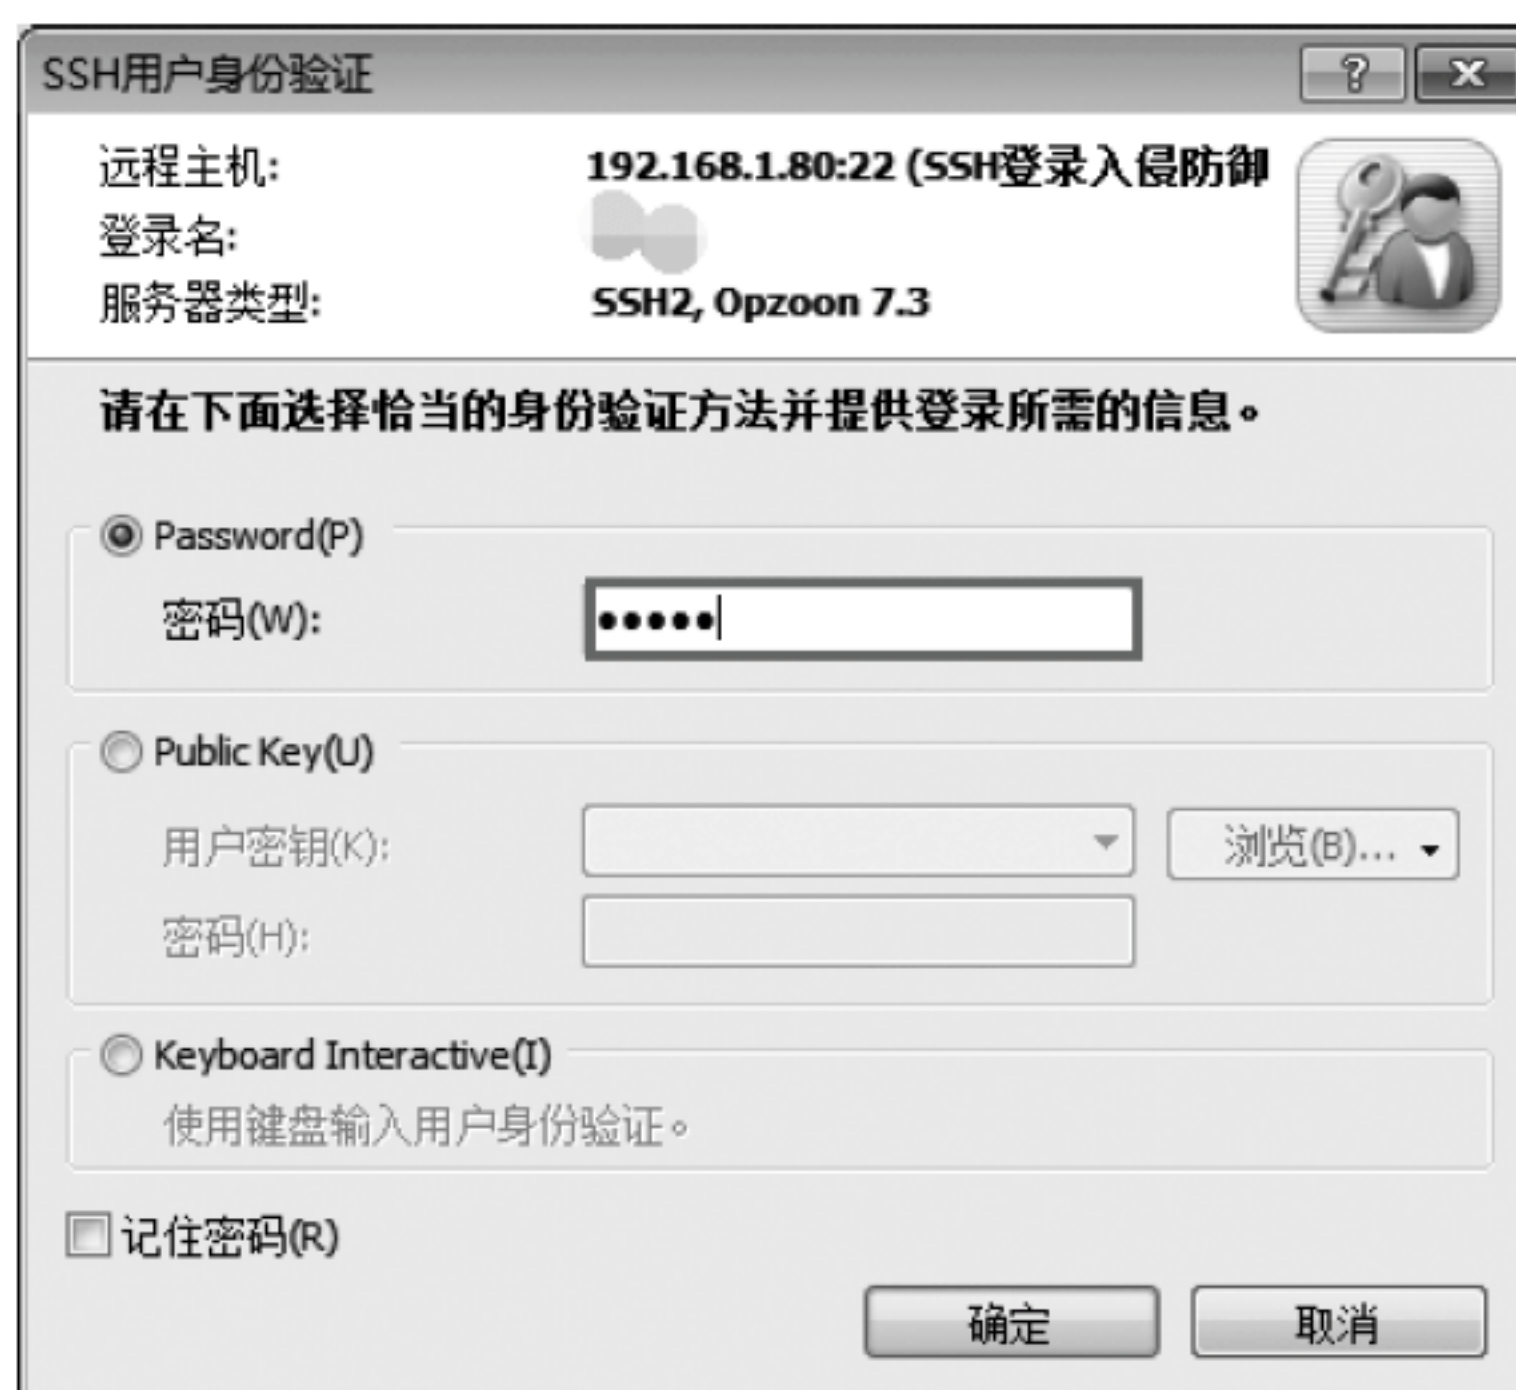 SSH用户身份验证
远程主机: 192.168.1.80:22 (SSH登录入侵防御
登录名:
服务器类型: SSH2, Opzoon 7.3
请在下面选择恰当的身份验证方法并提供登录所需的信息。
Password(P)
密码(W): •••••
Public Key(U)
用户密钥(K): 浏览(B)...
密码(H):
Keyboard Interactive(I)
使用键盘输入用户身份验证。
记住密码(R)
确定 取消